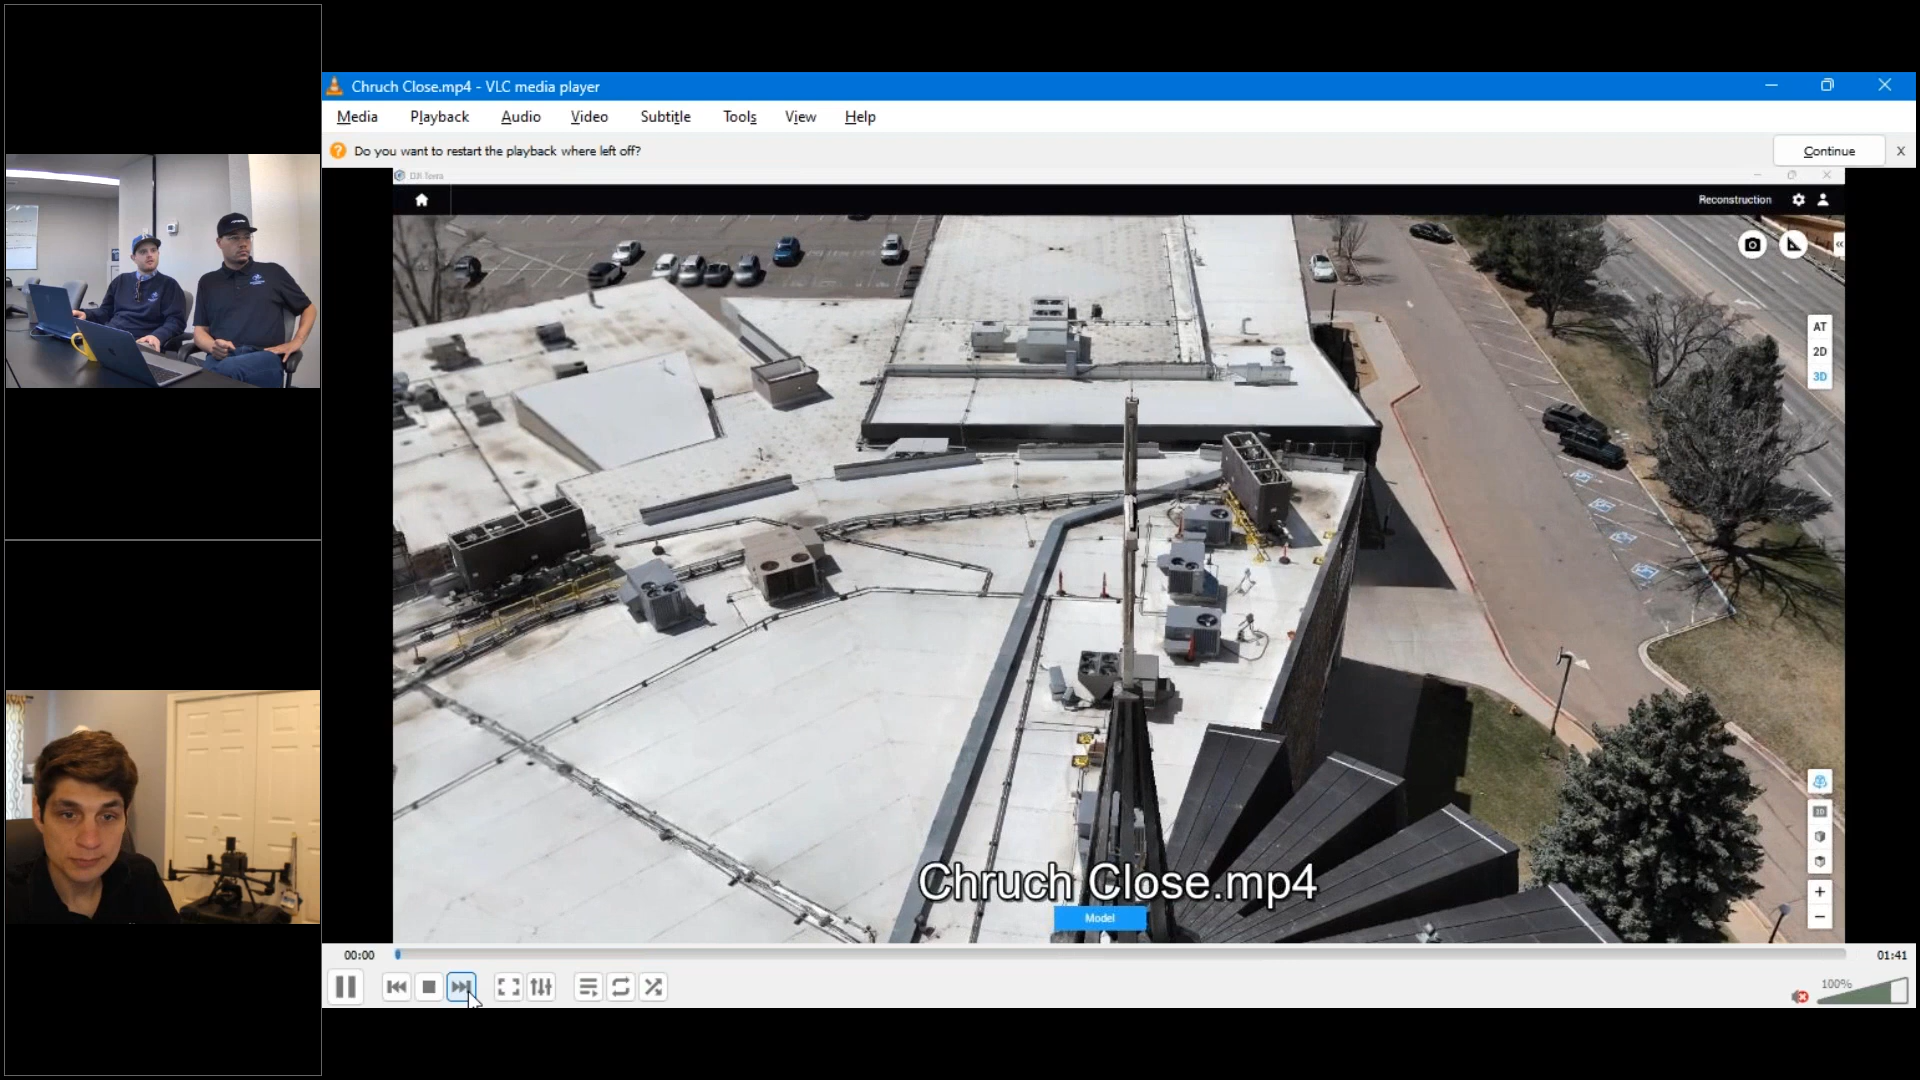 Chruch Close.mp4 - VLC media player
Media Playback Audio Video Subtitle Tools View Help
Do you want to restart the playback where left off?
Continue X
DJI Terra
Reconstruction
AT
2D
3D
Chruch Close.mp4
Model
00:00
01:41
100%